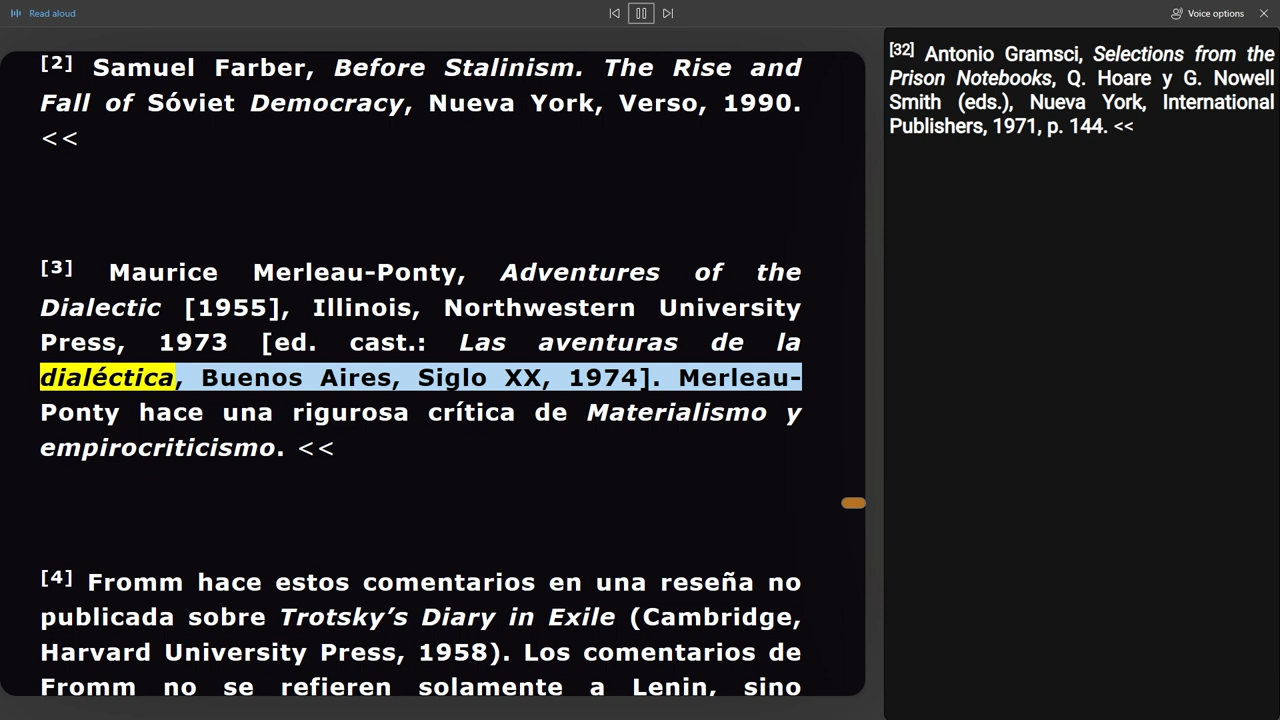 Read aloud
Voice options
[2] Samuel Farber, Before Stalinism. The Rise and
Fall of Sóviet Democracy, Nueva York, Verso, 1990.
<<
[3] Maurice Merleau-Ponty, Adventures of the
Dialectic [1955], Illinois, Northwestern University
Press, 1973 [ed. cast.: Las aventuras de la
dialéctica, Buenos Aires, Siglo XX, 1974]. Merleau-
Ponty hace una rigurosa crítica de Materialismo y
empirocriticismo. <<
[4] Fromm hace estos comentarios en una reseña no
publicada sobre Trotsky’s Diary in Exile (Cambridge,
Harvard University Press, 1958). Los comentarios de
Fromm no se refieren solamente a Lenin, sino
[32] Antonio Gramsci, Selections from the
Prison Notebooks, Q. Hoare y G. Nowell
Smith (eds.), Nueva York, International
Publishers, 1971, p. 144. <<